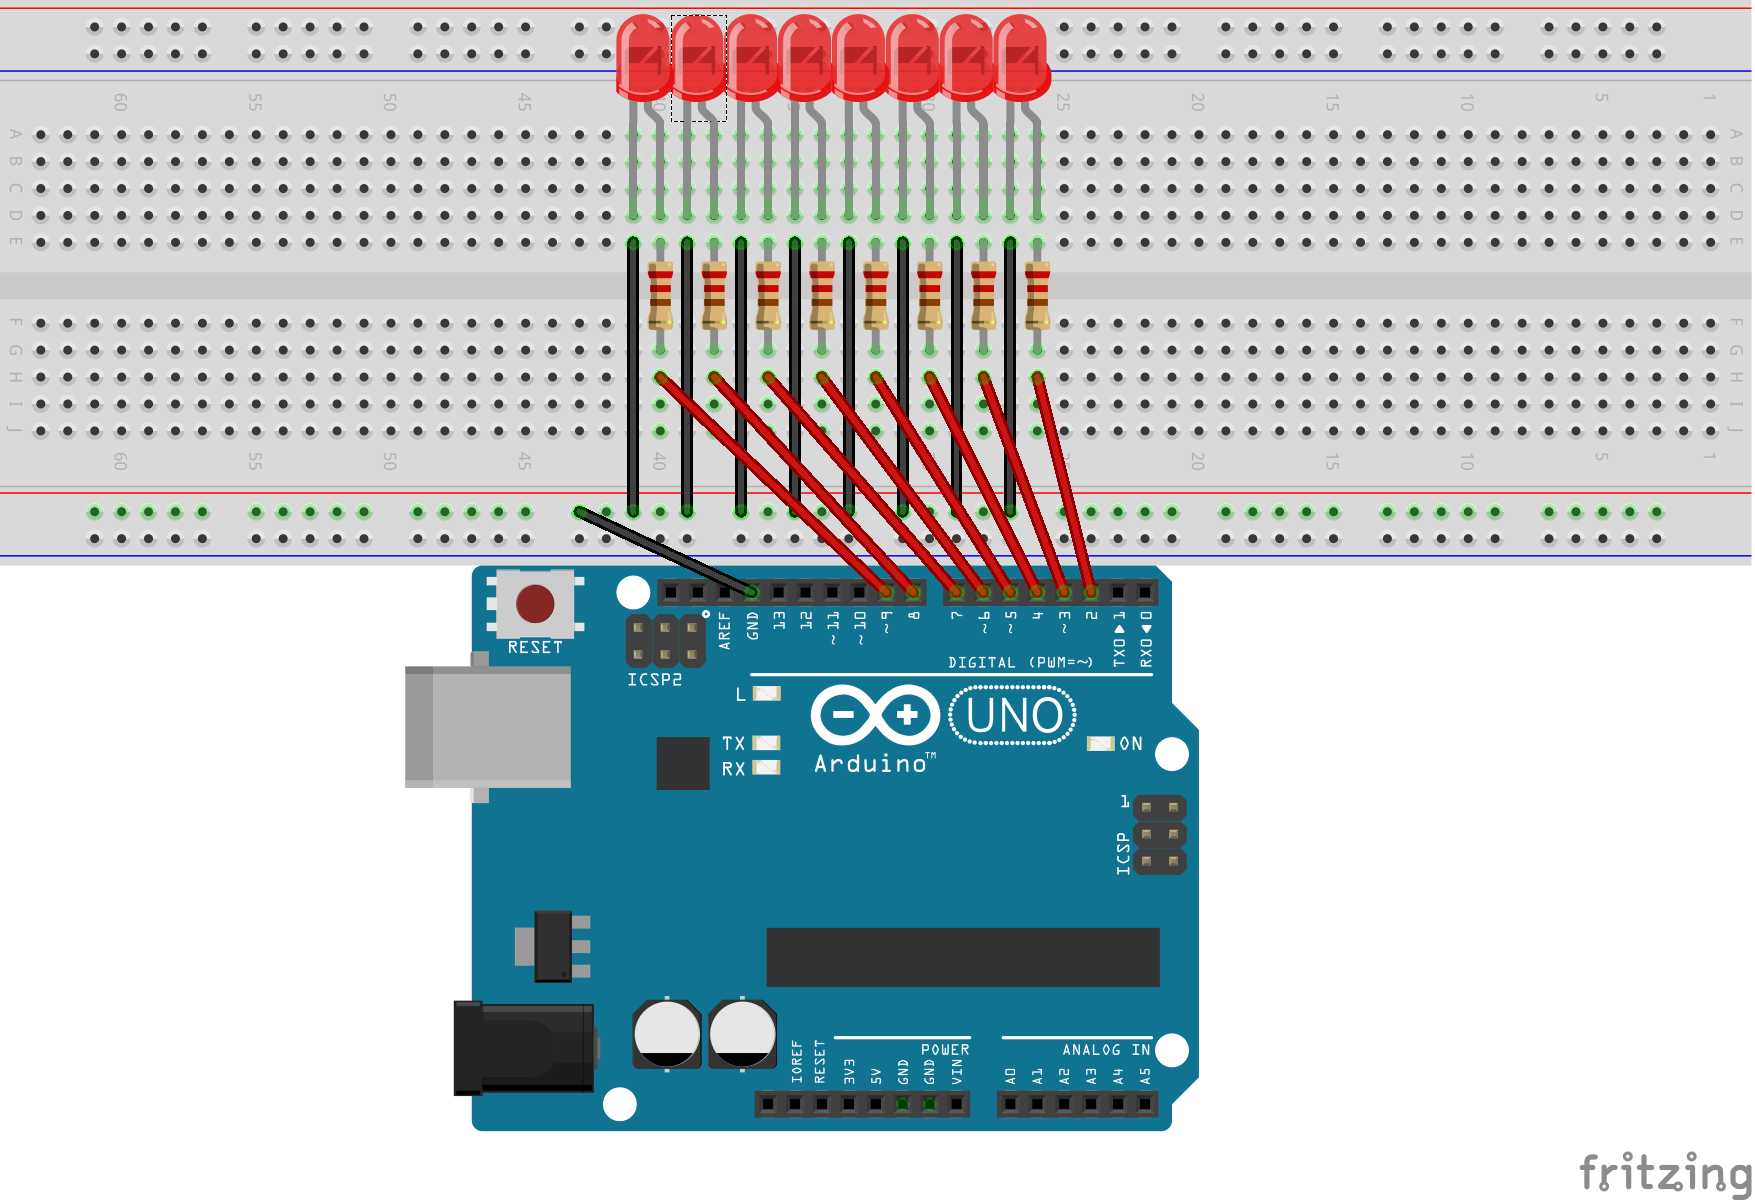 60 55 50 45 40 25 20 15 10 5 1
A A
B B
C C
D D
E E
F F
G G
H H
I I
J J
60 55 50 45 40 20 15 10 5 1
RESET
ICSP2
AREF GND 13 12 ~11 ~10 ~9 8 7 ~6 ~5 4 ~3 2 TX0▶1 RX0◀0
DIGITAL (PWM=~)
L
TX
RX
UNO
Arduino™
ON
1
ICSP
POWER
ANALOG IN
IOREF RESET 3V3 5V GND GND VIN A0 A1 A2 A3 A4 A5
fritzing